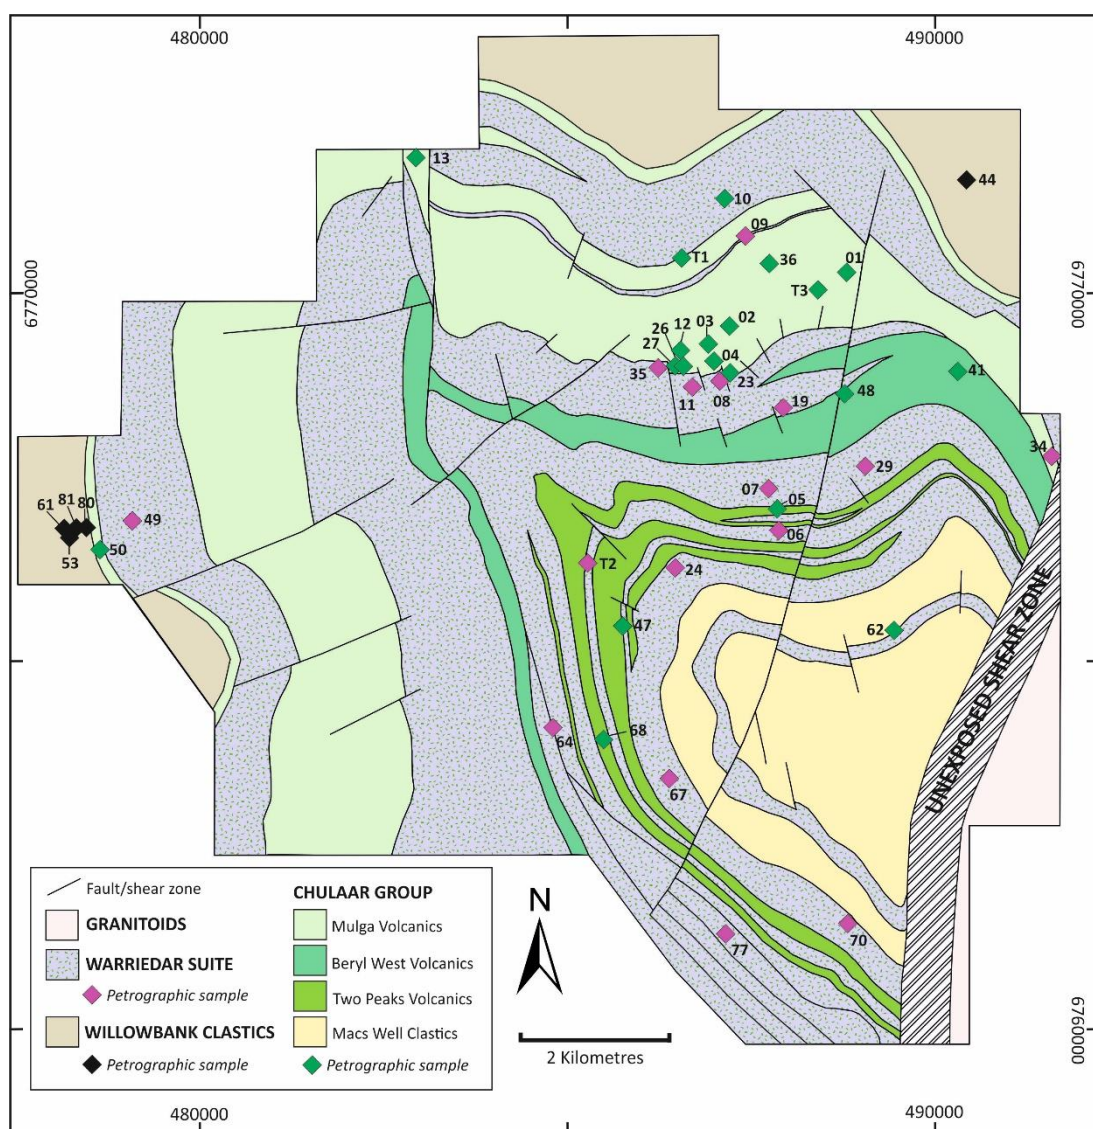 480000
490000
13
44
10
09
T1
36
01
6770000
6770000
T3
02
26
12
03
27
04
35
23
41
11
08
48
19
34
29
61
81
80
07
49
05
50
06
53
T2
24
47
62
64
68
67
70
77
UNEXPOSED SHEAR ZONE
Fault/shear zone
GRANITOIDS
WARRIEDAR SUITE
Petrographic sample
WILLOWBANK CLASTICS
Petrographic sample
CHULAAR GROUP
Mulga Volcanics
Beryl West Volcanics
Two Peaks Volcanics
Macs Well Clastics
Petrographic sample
N
2 Kilometres
6760000
480000
490000